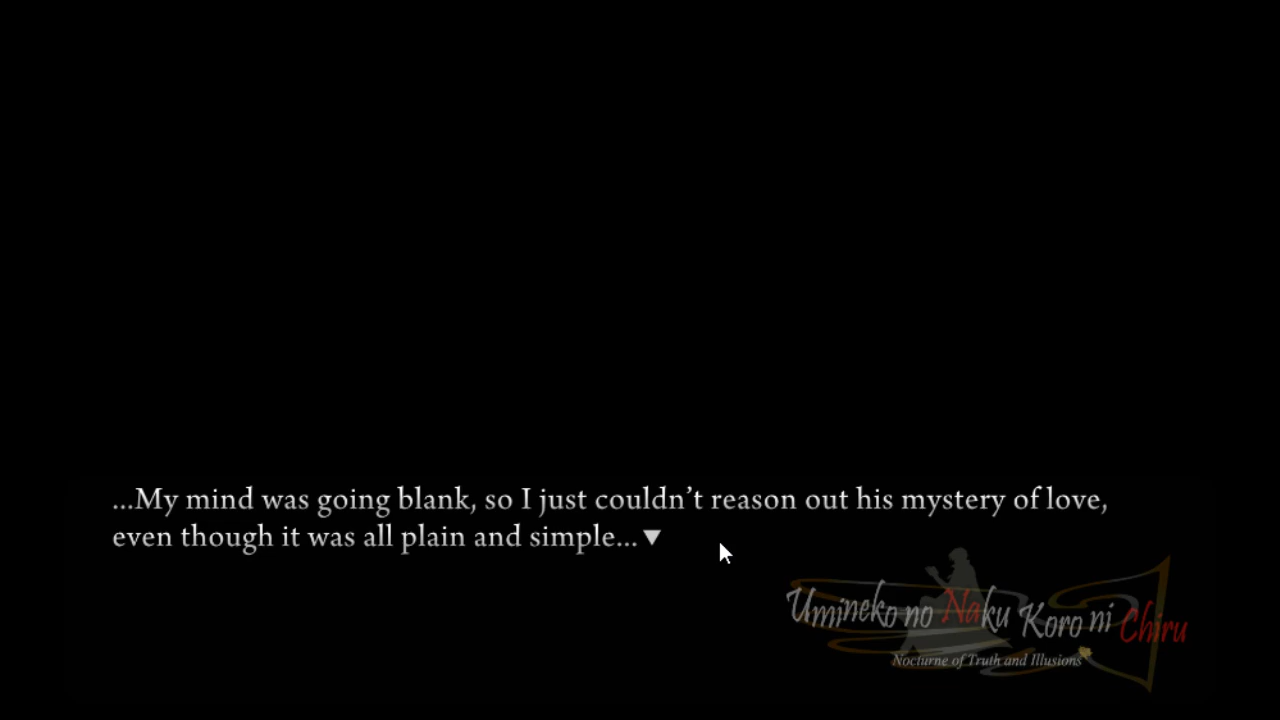 ...My mind was going blank, so I just couldn't reason out his mystery of love,
even though it was all plain and simple...
Umineko no Naku Koro ni Chiru
Nocturne of Truth and Illusions